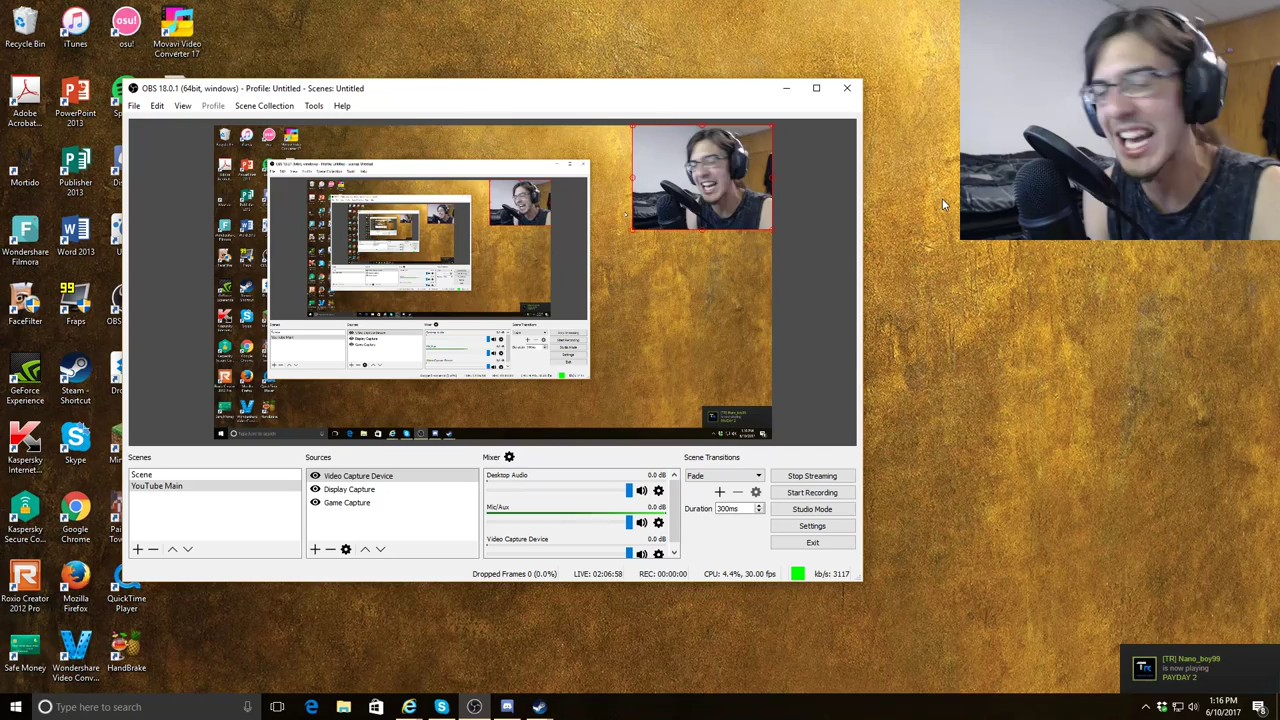 Recycle Bin
iTunes
osu!
Movavi Video
Converter 17
Adobe
Acrobat...
PowerPoint
2013
Mortido
Publisher
2013
Wondershare
Filmora
Word 2013
FaceFilter
99
Fraps
GeForce
Experience
Steam -
Shortcut
Kaspersky
Internet...
Skype
Kaspersky
Secure Co...
Google
Chrome
Roxio Creator
2012 Pro
Mozilla
Firefox
QuickTime
Player
Safe Money
Wondershare
Video Conv...
HandBrake
OBS 18.0.1 (64bit, windows) - Profile: Untitled - Scenes: Untitled
File Edit View Profile Scene Collection Tools Help
Scenes
Scene
YouTube Main
Sources
Video Capture Device
Display Capture
Game Capture
Mixer
Desktop Audio 0.0 dB
Mic/Aux 0.0 dB
Video Capture Device 0.0 dB
Scene Transitions
Fade
Duration 300ms
Stop Streaming
Start Recording
Studio Mode
Settings
Exit
Dropped Frames 0 (0.0%) LIVE: 02:06:58 REC: 00:00:00 CPU: 4.4%, 30.00 fps kb/s: 3117
[TR] Nano_boy99
is now playing
PAYDAY 2
Type here to search
1:16 PM
6/10/2017